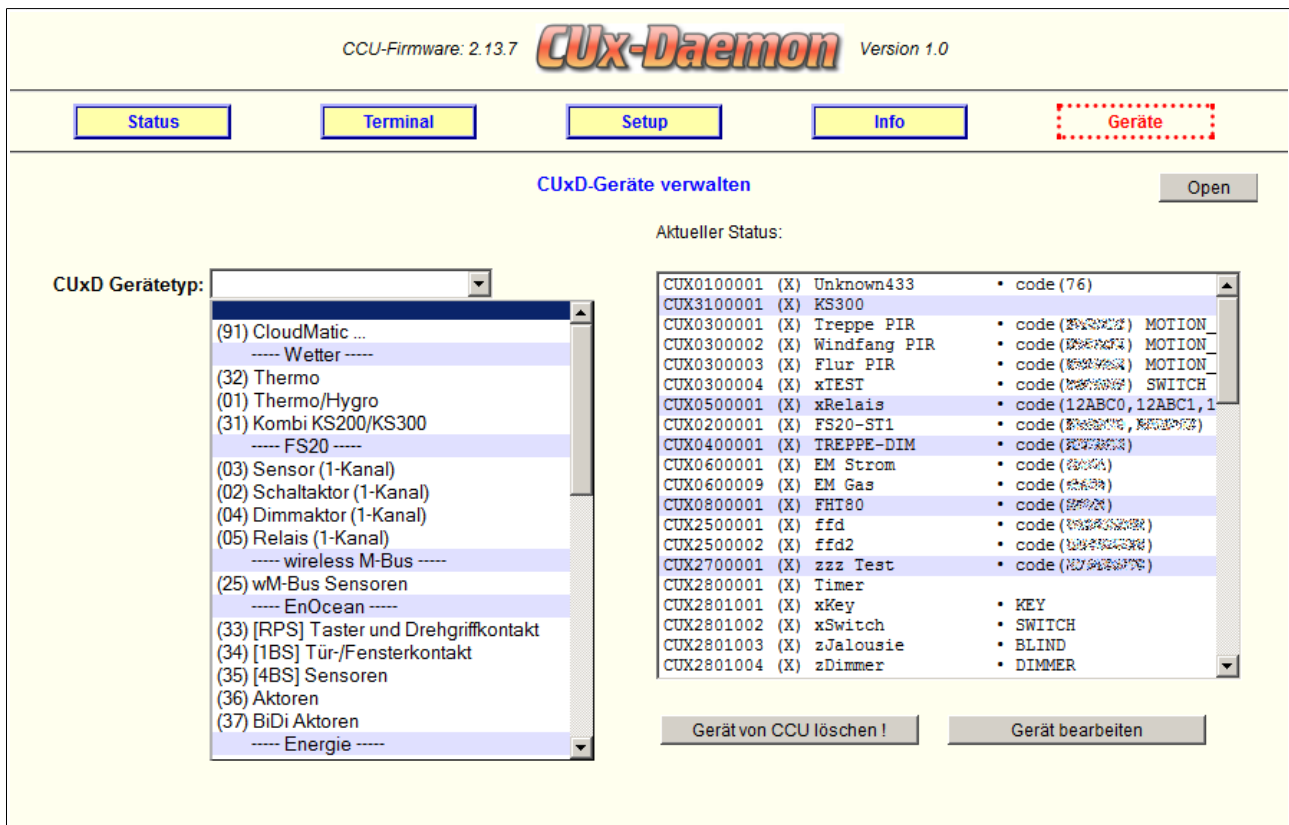 CCU-Firmware: 2.13.7 CUx-Daemon Version 1.0
Status Terminal Setup Info Geräte
CUxD-Geräte verwalten
Open
Aktueller Status:
CUxD Gerätetyp:
(91) CloudMatic ...
----- Wetter -----
(32) Thermo
(01) Thermo/Hygro
(31) Kombi KS200/KS300
----- FS20 -----
(03) Sensor (1-Kanal)
(02) Schaltaktor (1-Kanal)
(04) Dimmaktor (1-Kanal)
(05) Relais (1-Kanal)
----- wireless M-Bus -----
(25) wM-Bus Sensoren
----- EnOcean -----
(33) [RPS] Taster und Drehgriffkontakt
(34) [1BS] Tür-/Fensterkontakt
(35) [4BS] Sensoren
(36) Aktoren
(37) BiDi Aktoren
----- Energie -----
CUX0100001 (X) Unknown433 • code(76)
CUX3100001 (X) KS300
CUX0300001 (X) Treppe PIR • code( ) MOTION_
CUX0300002 (X) Windfang PIR • code( ) MOTION_
CUX0300003 (X) Flur PIR • code( ) MOTION_
CUX0300004 (X) xTEST • code( ) SWITCH
CUX0500001 (X) xRelais • code(12ABC0,12ABC1,1
CUX0200001 (X) FS20-ST1 • code( , )
CUX0400001 (X) TREPPE-DIM • code( )
CUX0600001 (X) EM Strom • code( )
CUX0600009 (X) EM Gas • code( )
CUX0800001 (X) FHT80 • code( )
CUX2500001 (X) ffd • code( )
CUX2500002 (X) ffd2 • code( )
CUX2700001 (X) zzz Test • code( )
CUX2800001 (X) Timer
CUX2801001 (X) xKey • KEY
CUX2801002 (X) xSwitch • SWITCH
CUX2801003 (X) zJalousie • BLIND
CUX2801004 (X) zDimmer • DIMMER
Gerät von CCU löschen ! Gerät bearbeiten